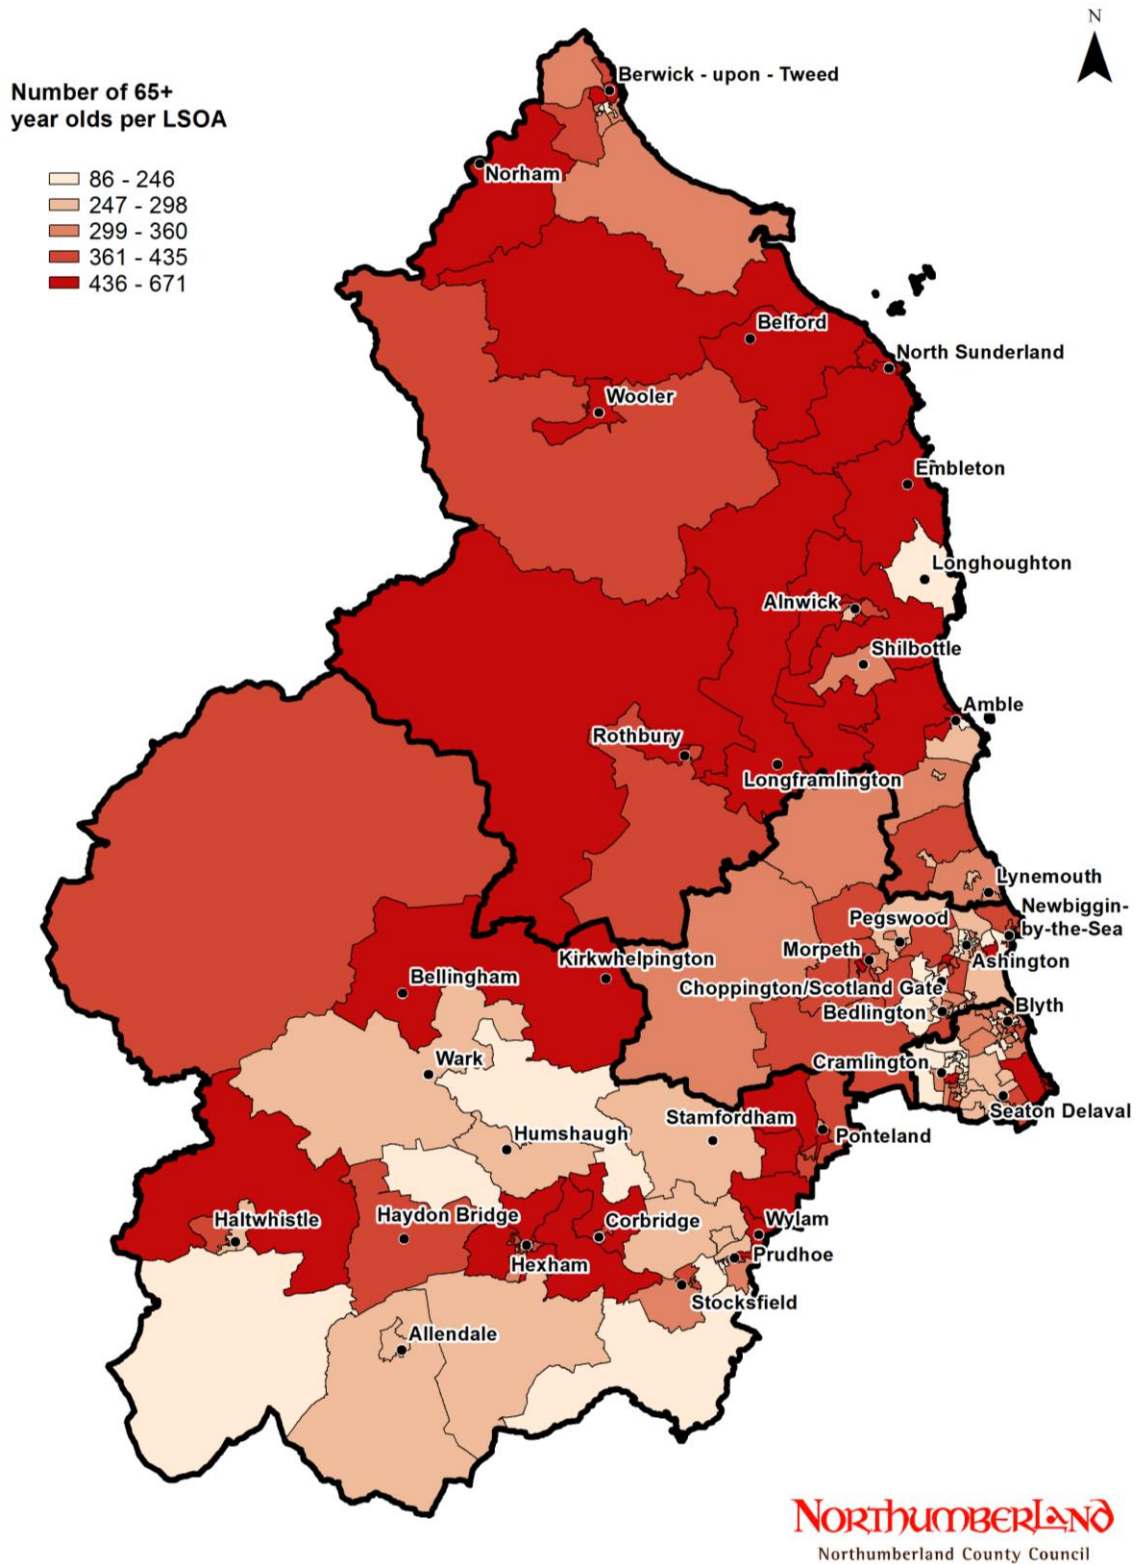 N
Number of 65+
year olds per LSOA
86 - 246
247 - 298
299 - 360
361 - 435
436 - 671
Berwick - upon - Tweed
Norham
Belford
North Sunderland
Wooler
Embleton
Longhoughton
Alnwick
Shilbottle
Amble
Rothbury
Longframlington
Lynemouth
Newbiggin-
by-the-Sea
Pegswood
Morpeth
Ashington
Kirkwhelpington
Bellingham
Choppington/Scotland Gate
Bedlington
Blyth
Wark
Cramlington
Seaton Delaval
Stamfordham
Ponteland
Humshaugh
Haltwhistle
Haydon Bridge
Corbridge
Wylam
Hexham
Prudhoe
Stocksfield
Allendale
NORTHUMBERLAND
Northumberland County Council